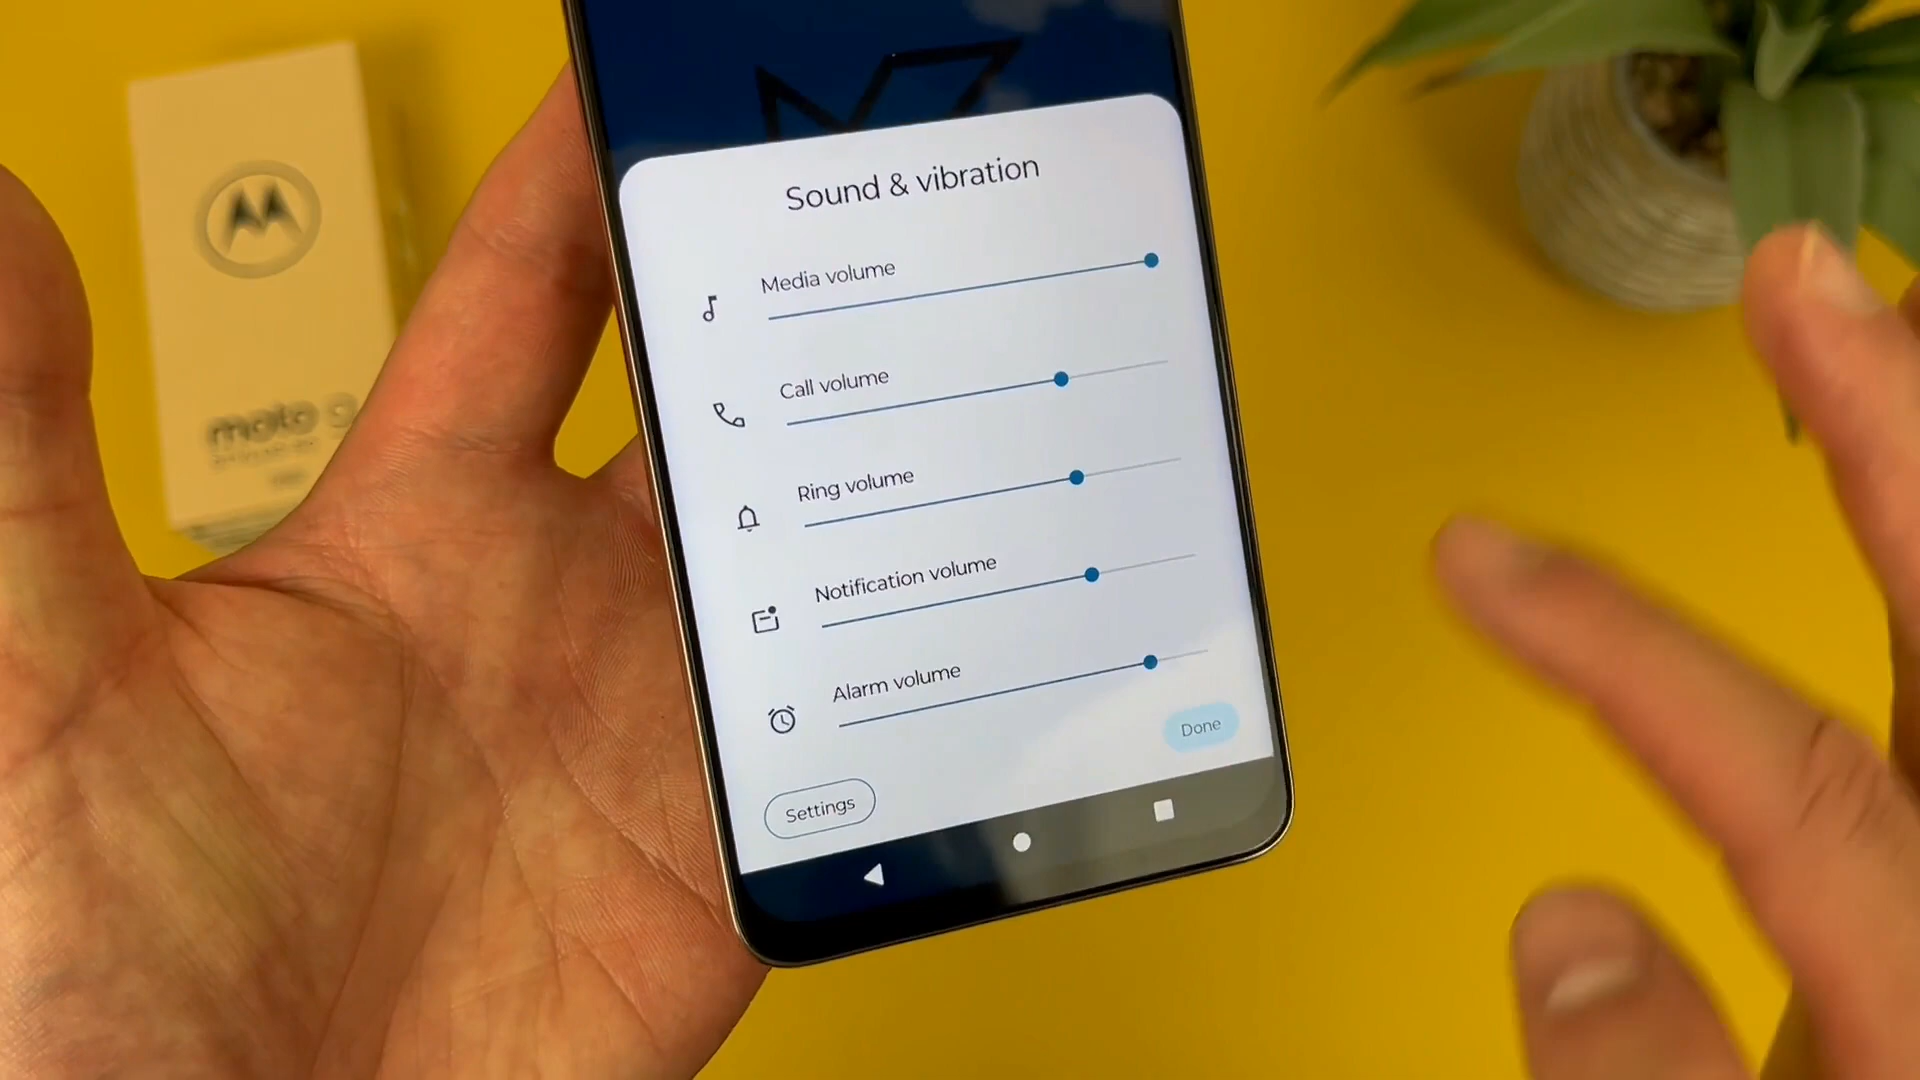 Sound & vibration
Media volume
Call volume
Ring volume
Notification volume
Alarm volume
Done
Settings
moto g